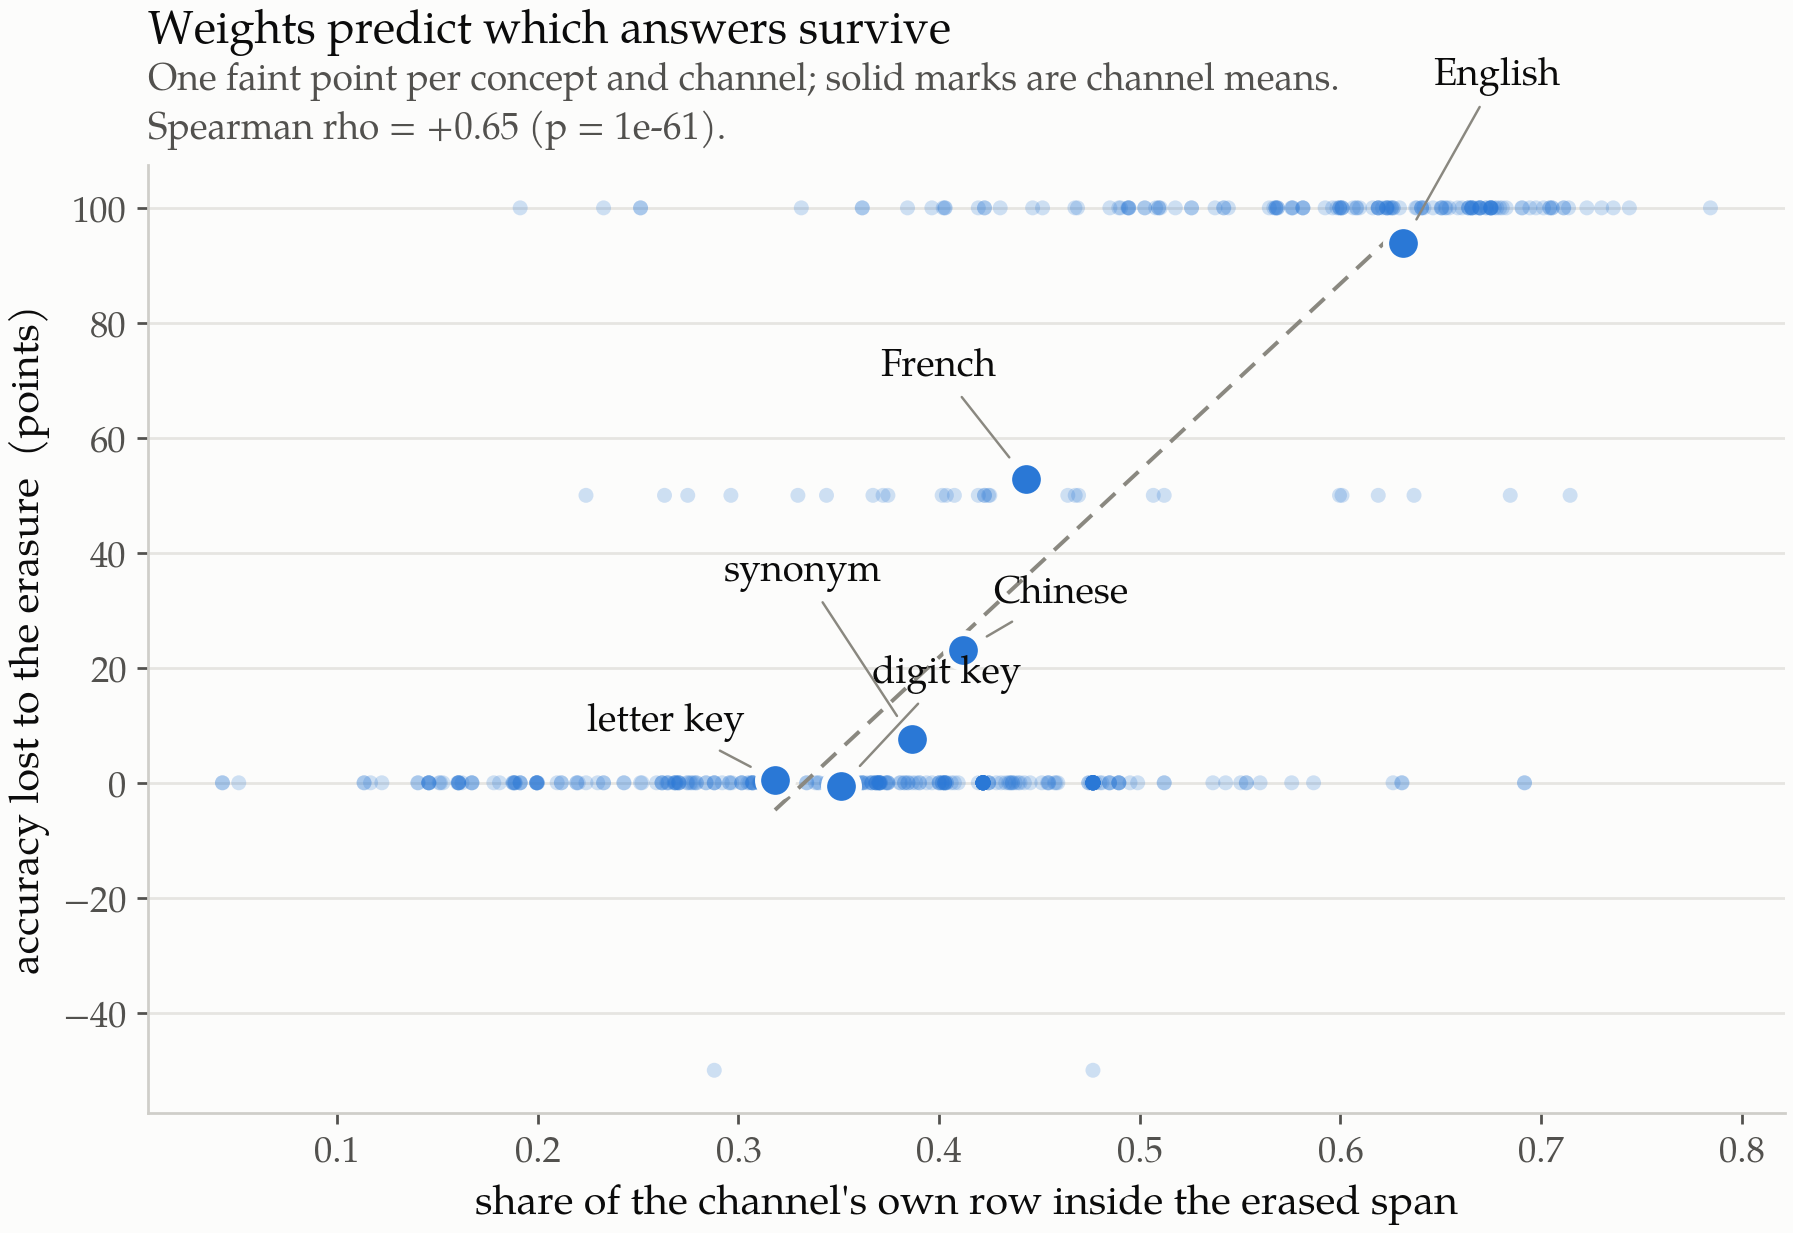 Weights predict which answers survive
One faint point per concept and channel; solid marks are channel means.
Spearman rho = +0.65 (p = 1e-61).
English
French
synonym
Chinese
digit key
letter key
accuracy lost to the erasure (points)
100
80
60
40
20
0
−20
−40
0.1
0.2
0.3
0.4
0.5
0.6
0.7
0.8
share of the channel's own row inside the erased span